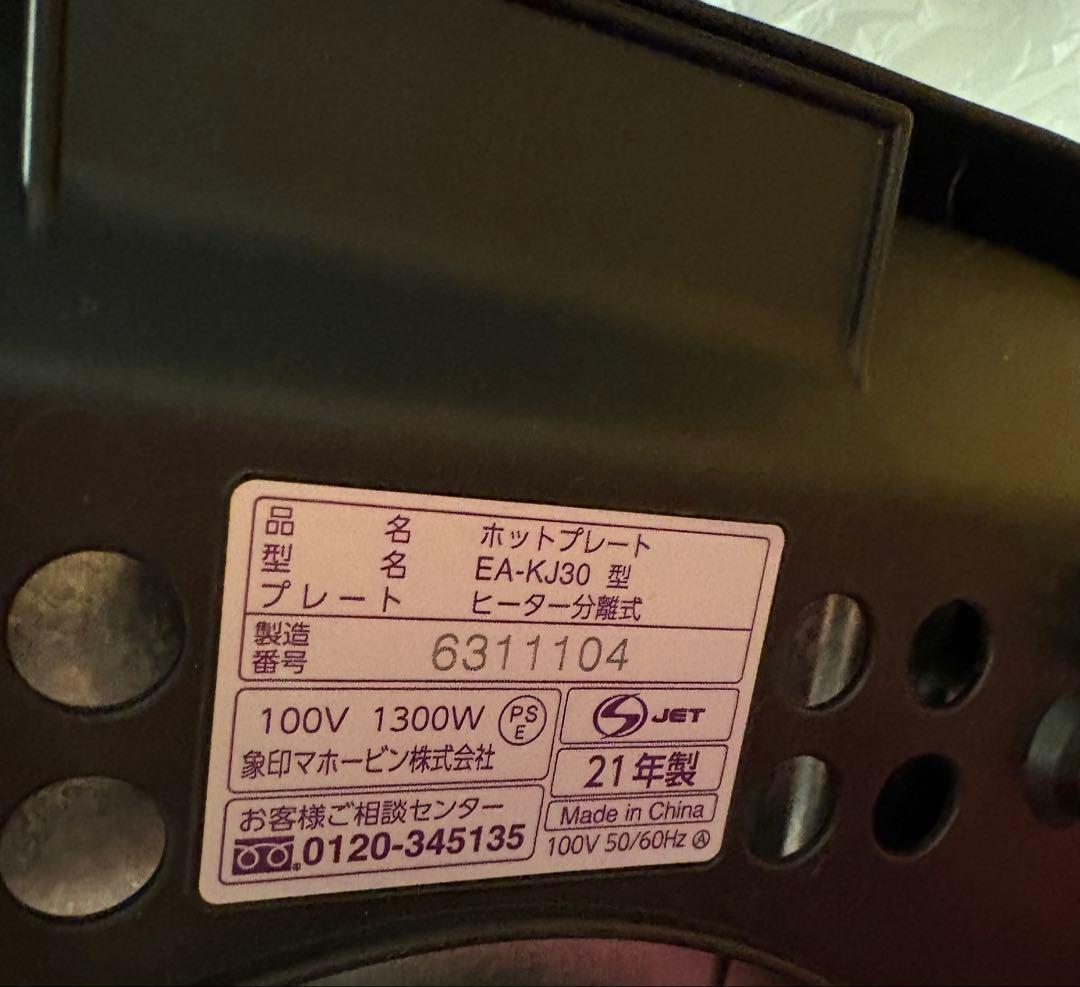 品名 ホットプレート
型名 EA-KJ30 型
プレート ヒーター分離式
製造番号 6311104
100V 1300W PSE
象印マホービン株式会社
JET
21年製
お客様ご相談センター
0120-345135
Made in China
100V 50/60Hz Ⓐ